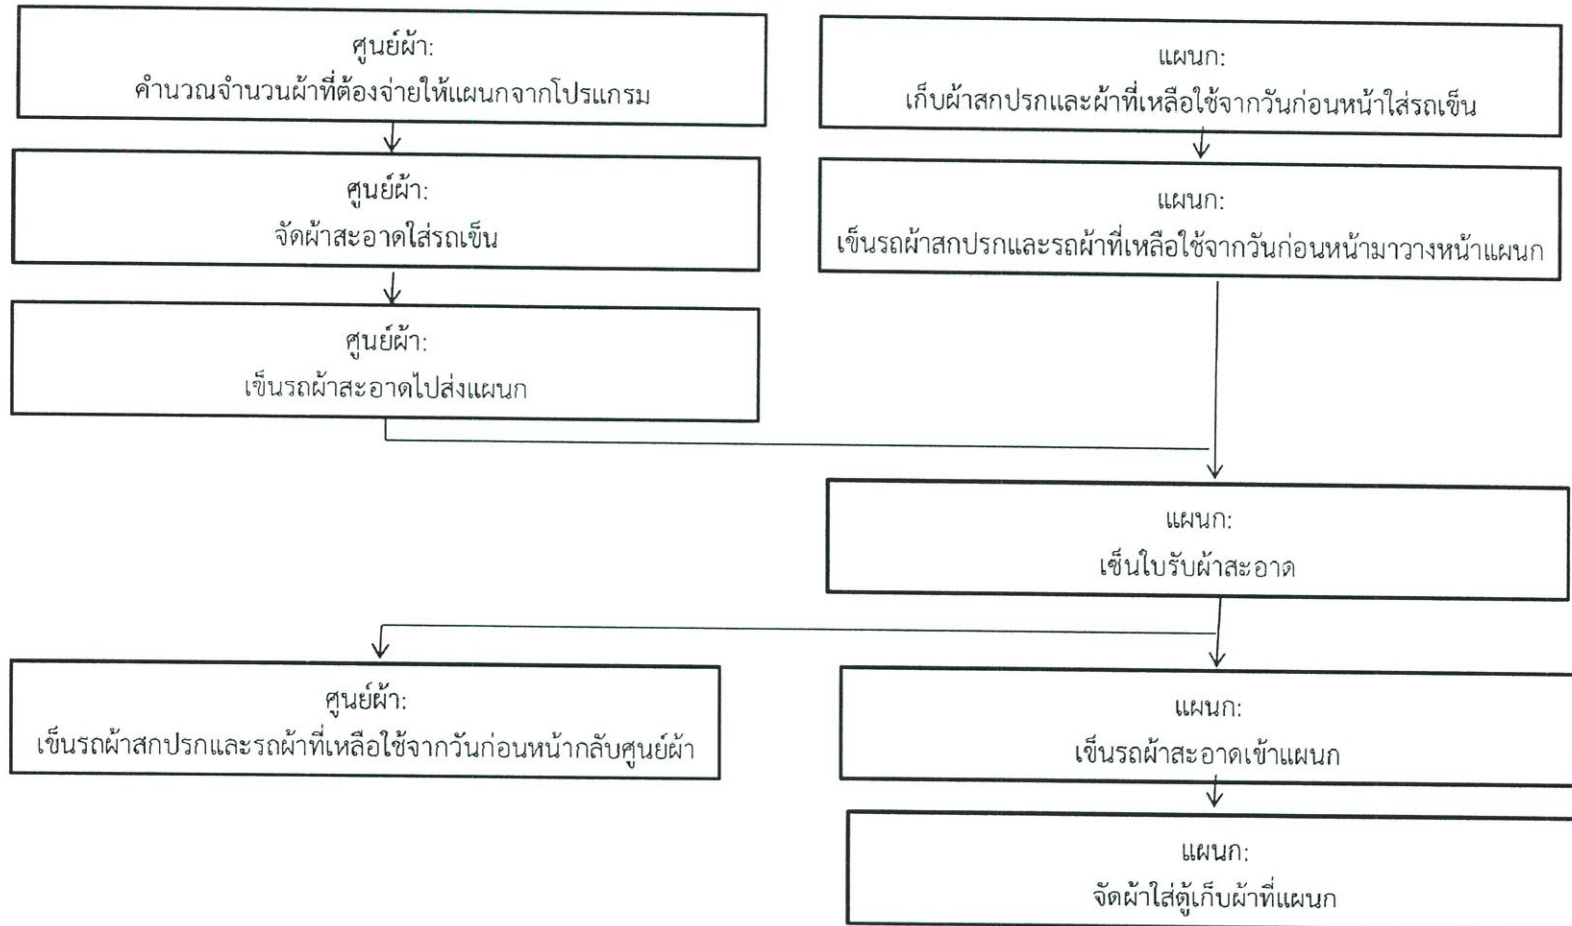 ศูนย์ผ้า:
คำนวณจำนวนผ้าที่ต้องจ่ายให้แผนกจากโปรแกรม
ศูนย์ผ้า:
จัดผ้าสะอาดใส่รถเข็น
ศูนย์ผ้า:
เข็นรถผ้าสะอาดไปส่งแผนก
แผนก:
เก็บผ้าสกปรกและผ้าที่เหลือใช้จากวันก่อนหน้าใส่รถเข็น
แผนก:
เข็นรถผ้าสกปรกและรถผ้าที่เหลือใช้จากวันก่อนหน้ามาวางหน้าแผนก
แผนก:
เซ็นใบรับผ้าสะอาด
ศูนย์ผ้า:
เข็นรถผ้าสกปรกและรถผ้าที่เหลือใช้จากวันก่อนหน้ากลับศูนย์ผ้า
แผนก:
เข็นรถผ้าสะอาดเข้าแผนก
แผนก:
จัดผ้าใส่ตู้เก็บผ้าที่แผนก